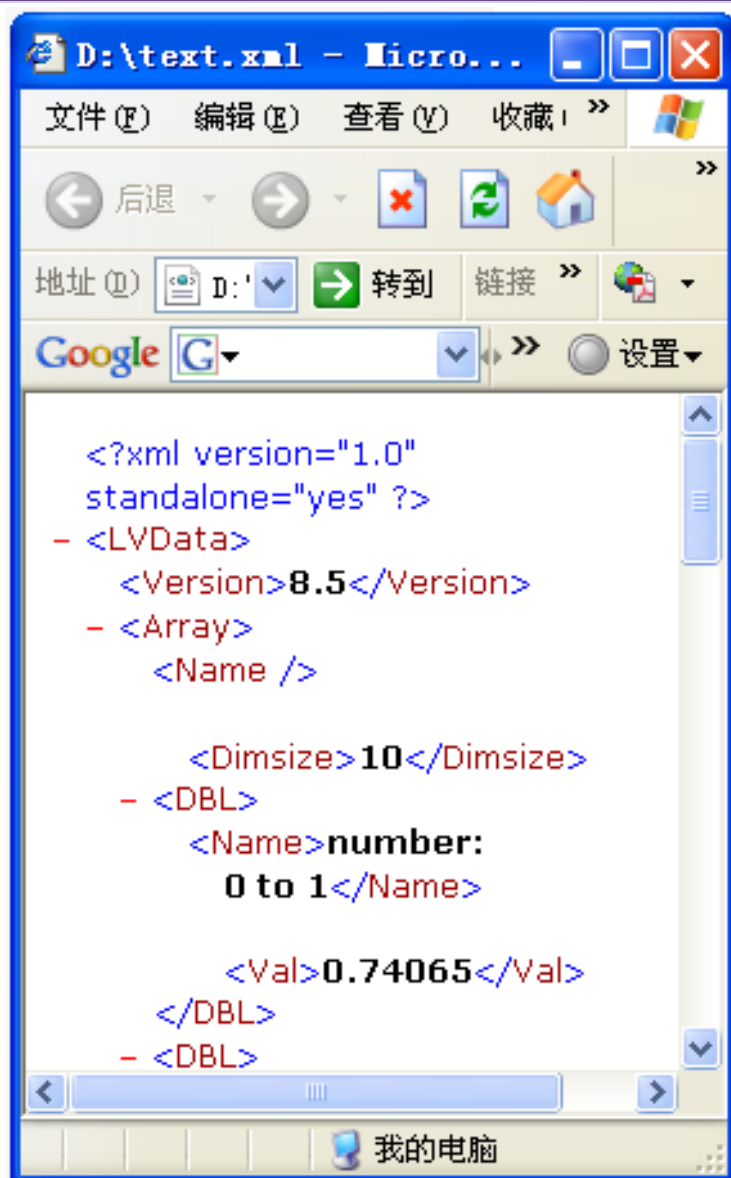 D:\text.xml - Micro...
文件(F) 编辑(E) 查看(V) 收藏 »
后退 »
地址(D) D:\ 转到 链接 »
Google G » 设置
<?xml version="1.0"
standalone="yes" ?>
- <LVData>
<Version>8.5</Version>
- <Array>
<Name />
<Dimsize>10</Dimsize>
- <DBL>
<Name>number:
0 to 1</Name>
<Val>0.74065</Val>
</DBL>
- <DBL>
我的电脑